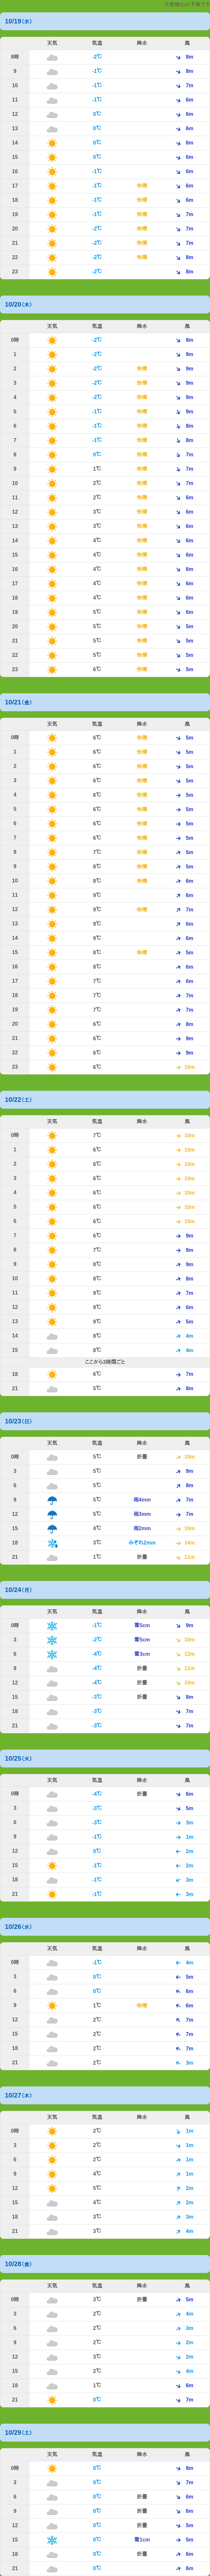 10/19(水)
天気 気温 降水 風
8時 -2℃ 8m
9 -1℃ 8m
10 -1℃ 7m
11 -1℃ 6m
12 0℃ 6m
13 0℃ 6m
14 0℃ 6m
15 0℃ 6m
16 -1℃ 6m
17 -1℃ 快晴 6m
18 -1℃ 快晴 6m
19 -1℃ 快晴 7m
20 -2℃ 快晴 7m
21 -2℃ 快晴 7m
22 -2℃ 快晴 8m
23 -2℃ 8m
10/20(木)
天気 気温 降水 風
0時 -2℃ 8m
1 -2℃ 9m
2 -2℃ 快晴 9m
3 -2℃ 快晴 9m
4 -2℃ 快晴 9m
5 -1℃ 快晴 9m
6 -1℃ 快晴 8m
7 -1℃ 快晴 8m
8 0℃ 快晴 7m
9 1℃ 快晴 7m
10 2℃ 快晴 7m
11 2℃ 快晴 6m
12 3℃ 快晴 6m
13 3℃ 快晴 6m
14 4℃ 快晴 6m
15 4℃ 快晴 6m
16 4℃ 快晴 6m
17 4℃ 快晴 6m
18 4℃ 快晴 6m
19 5℃ 快晴 6m
20 5℃ 快晴 5m
21 5℃ 快晴 5m
22 5℃ 快晴 5m
23 6℃ 快晴 5m
10/21(金)
天気 気温 降水 風
0時 6℃ 快晴 5m
1 6℃ 快晴 5m
2 6℃ 快晴 5m
3 6℃ 快晴 5m
4 6℃ 快晴 5m
5 6℃ 快晴 5m
6 6℃ 快晴 5m
7 6℃ 快晴 5m
8 7℃ 快晴 5m
9 8℃ 快晴 5m
10 8℃ 快晴 6m
11 9℃ 6m
12 9℃ 快晴 7m
13 9℃ 6m
14 9℃ 6m
15 8℃ 快晴 5m
16 8℃ 6m
17 7℃ 6m
18 7℃ 7m
19 7℃ 7m
20 6℃ 8m
21 6℃ 9m
22 6℃ 9m
23 6℃ 10m
10/22(土)
天気 気温 降水 風
0時 7℃ 10m
1 6℃ 10m
2 6℃ 10m
3 6℃ 10m
4 6℃ 10m
5 6℃ 10m
6 6℃ 10m
7 6℃ 9m
8 7℃ 9m
9 8℃ 9m
10 8℃ 8m
11 9℃ 7m
12 9℃ 6m
13 9℃ 5m
14 8℃ 4m
15 8℃ 4m
ここから3時間ごと
18 6℃ 7m
21 5℃ 8m
10/23(日)
天気 気温 降水 風
0時 5℃ 折曇 10m
3 5℃ 9m
6 5℃ 8m
9 5℃ 雨4mm 7m
12 5℃ 雨3mm 7m
15 4℃ 雨2mm 10m
18 3℃ みぞれ2mm 14m
21 1℃ 折曇 11m
10/24(月)
天気 気温 降水 風
0時 -1℃ 雪5cm 9m
3 -2℃ 雪5cm 10m
6 -4℃ 雪3cm 12m
9 -4℃ 折曇 11m
12 -4℃ 折曇 10m
15 -3℃ 折曇 8m
18 -3℃ 7m
21 -3℃ 7m
10/25(火)
天気 気温 降水 風
0時 -4℃ 折曇 6m
3 -3℃ 5m
6 -3℃ 3m
9 -1℃ 1m
12 0℃ 2m
15 -1℃ 2m
18 -1℃ 3m
21 -1℃ 3m
10/26(水)
天気 気温 降水 風
0時 -1℃ 4m
3 0℃ 5m
6 0℃ 6m
9 1℃ 快晴 6m
12 2℃ 7m
15 2℃ 7m
18 2℃ 7m
21 2℃ 3m
10/27(木)
天気 気温 降水 風
0時 2℃ 1m
3 2℃ 1m
6 2℃ 1m
9 4℃ 1m
12 5℃ 2m
15 4℃ 2m
18 3℃ 3m
21 3℃ 4m
10/28(金)
天気 気温 降水 風
0時 3℃ 折曇 5m
3 2℃ 4m
6 2℃ 3m
9 2℃ 2m
12 3℃ 2m
15 2℃ 4m
18 1℃ 6m
21 0℃ 7m
10/29(土)
天気 気温 降水 風
0時 0℃ 8m
3 0℃ 7m
6 0℃ 折曇 6m
9 0℃ 折曇 6m
12 0℃ 折曇 5m
15 0℃ 雪1cm 5m
18 0℃ 折曇 6m
21 0℃ 6m